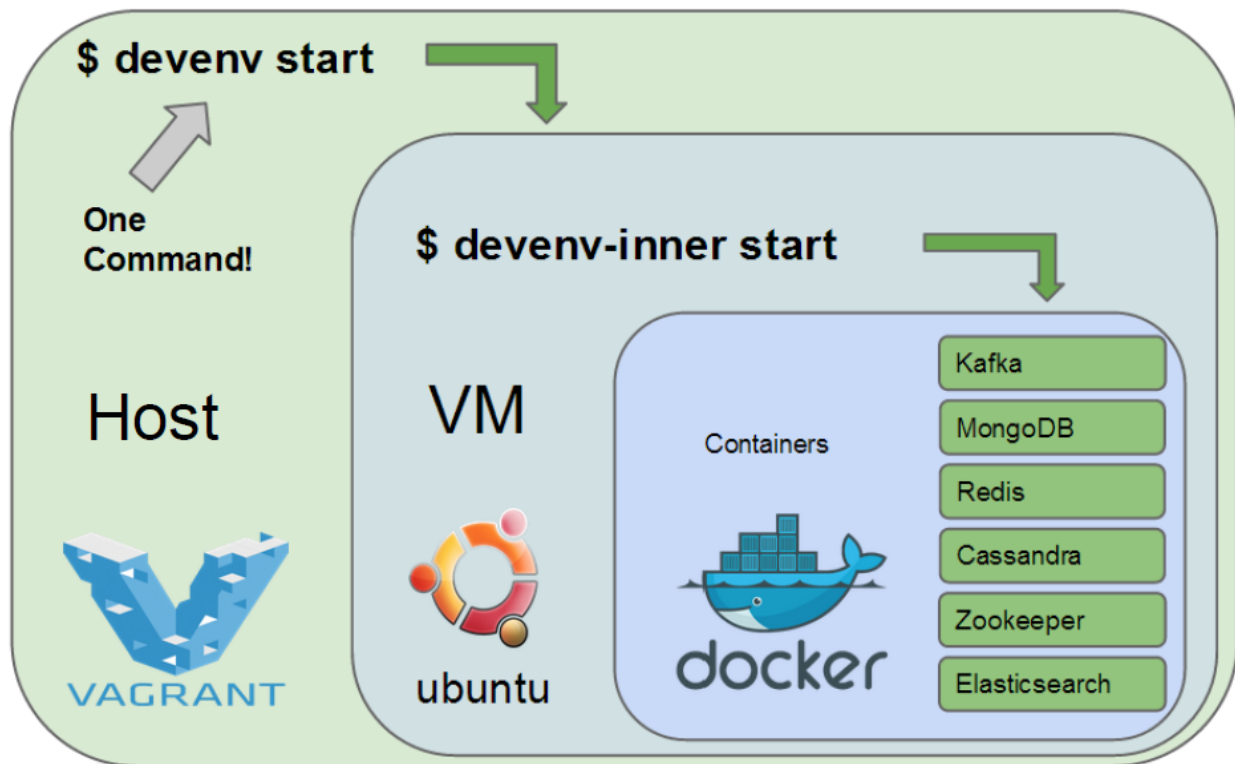 $ devenv start
One
Command!
$ devenv-inner start
Host
VM
Containers
Kafka
MongoDB
Redis
Cassandra
Zookeeper
Elasticsearch
VAGRANT
ubuntu
docker